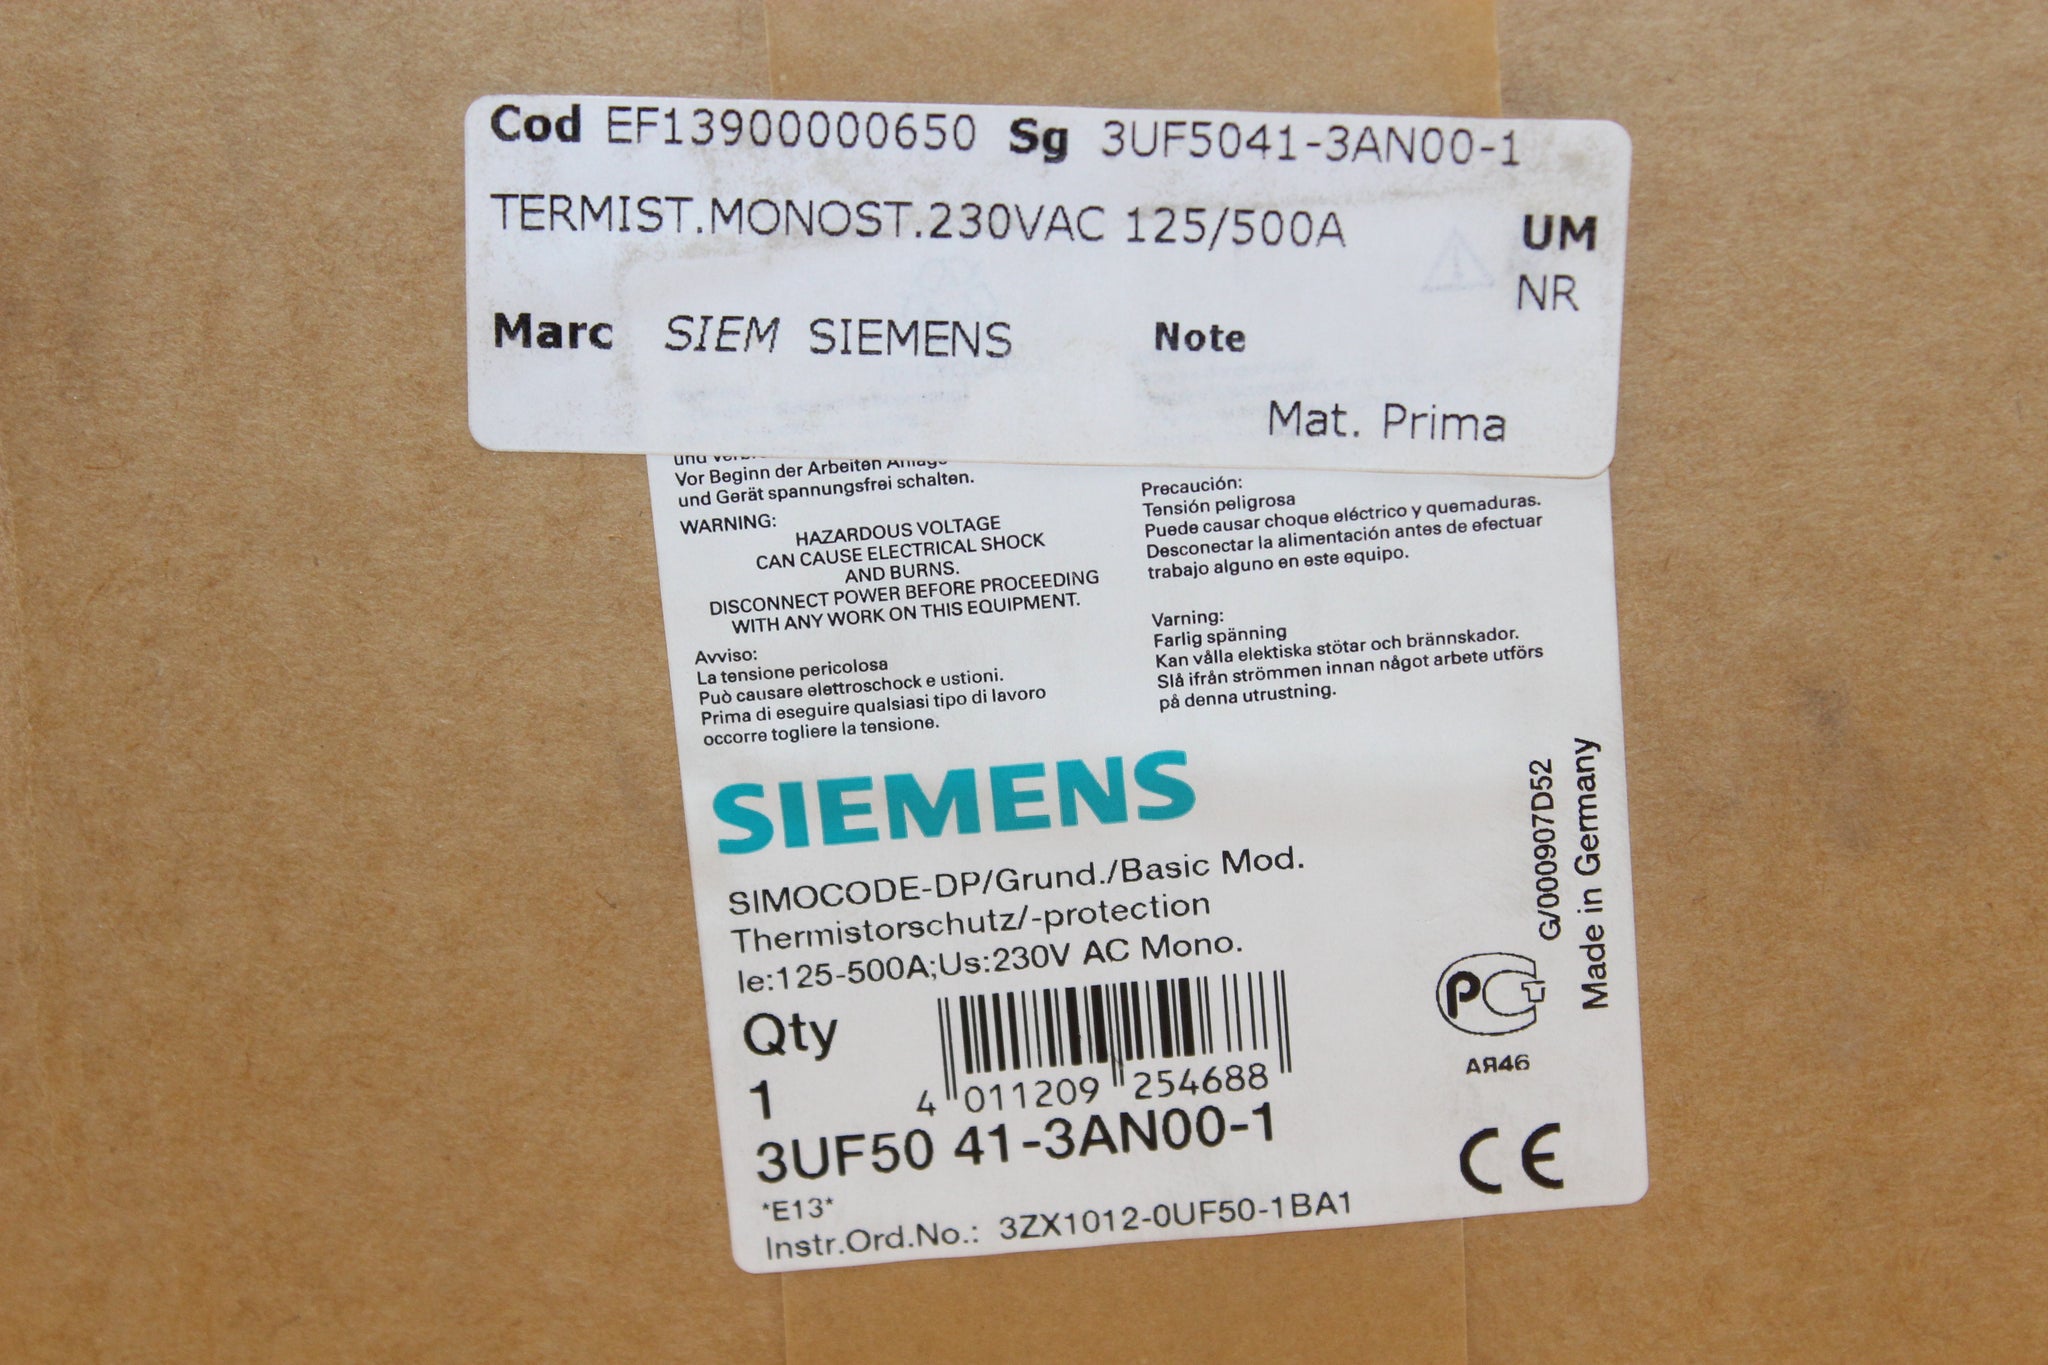 Cod EF13900000650 Sg 3UF5041-3AN00-1
TERMIST.MONOST.230VAC 125/500A
UM
NR
Marc SIEM SIEMENS Note
Mat. Prima
und
Vor Beginn der Arbeiten Anlage
und Gerät spannungsfrei schalten.
WARNING:
HAZARDOUS VOLTAGE
CAN CAUSE ELECTRICAL SHOCK
AND BURNS.
DISCONNECT POWER BEFORE PROCEEDING
WITH ANY WORK ON THIS EQUIPMENT.
Avviso:
La tensione pericolosa
Può causare elettroschock e ustioni.
Prima di eseguire qualsiasi tipo di lavoro
occorre togliere la tensione.
Precaución:
Tensión peligrosa
Puede causar choque eléctrico y quemaduras.
Desconectar la alimentación antes de efectuar
trabajo alguno en este equipo.
Varning:
Farlig spänning
Kan vålla elektiska stötar och brännskador.
Slå ifrån strömmen innan något arbete utförs
på denna utrustning.
SIEMENS
SIMOCODE-DP/Grund./Basic Mod.
Thermistorschutz/-protection
Ie:125-500A;Us:230V AC Mono.
Qty
1
4 011209 254688
3UF50 41-3AN00-1
*E13*
Instr.Ord.No.: 3ZX1012-0UF50-1BA1
G/000907D52
Made in Germany
PCT
АЯ46
CE